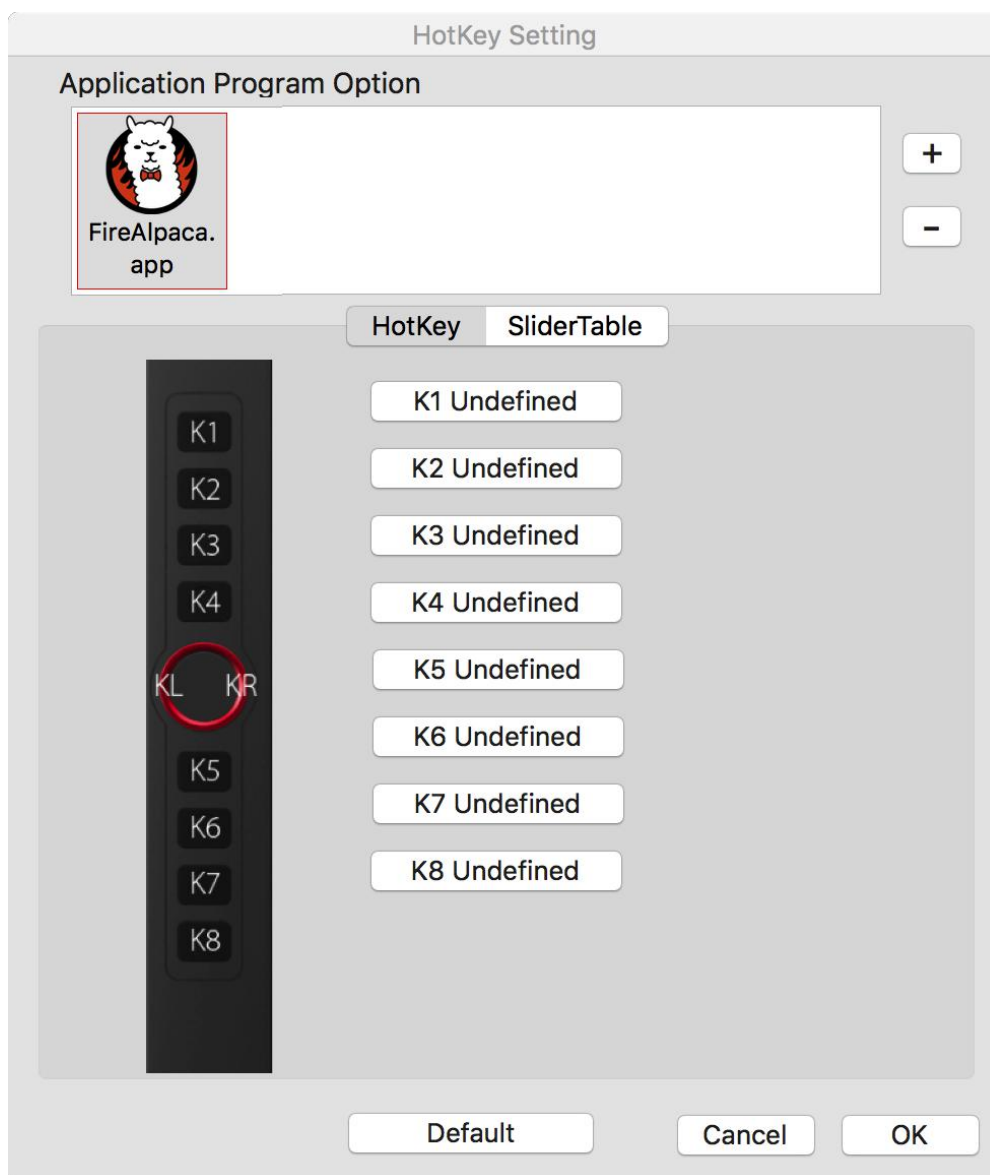 HotKey Setting
Application Program Option
FireAlpaca.
app
+
-
HotKey SliderTable
K1
K2
K3
K4
KL KR
K5
K6
K7
K8
K1 Undefined
K2 Undefined
K3 Undefined
K4 Undefined
K5 Undefined
K6 Undefined
K7 Undefined
K8 Undefined
Default Cancel OK